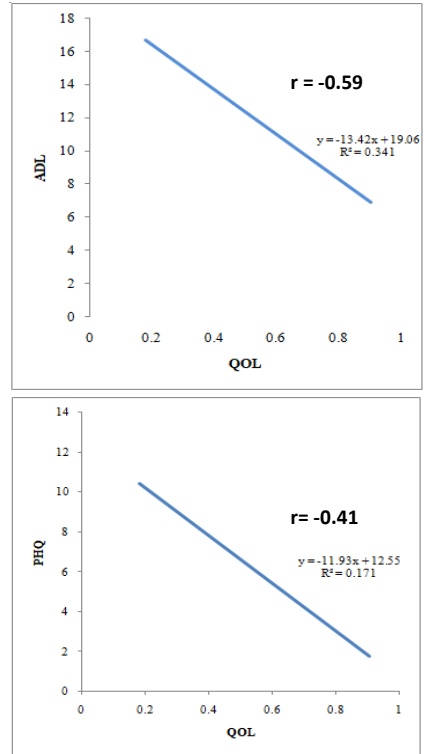 18
16
14
12
10
8
6
4
2
0
ADL
r = -0.59
y = -13.42x + 19.06
R² = 0.341
0 0.2 0.4 0.6 0.8 1
QOL
14
12
10
8
6
4
2
0
PHQ
r= -0.41
y = -11.93x + 12.55
R² = 0.171
0 0.2 0.4 0.6 0.8 1
QOL